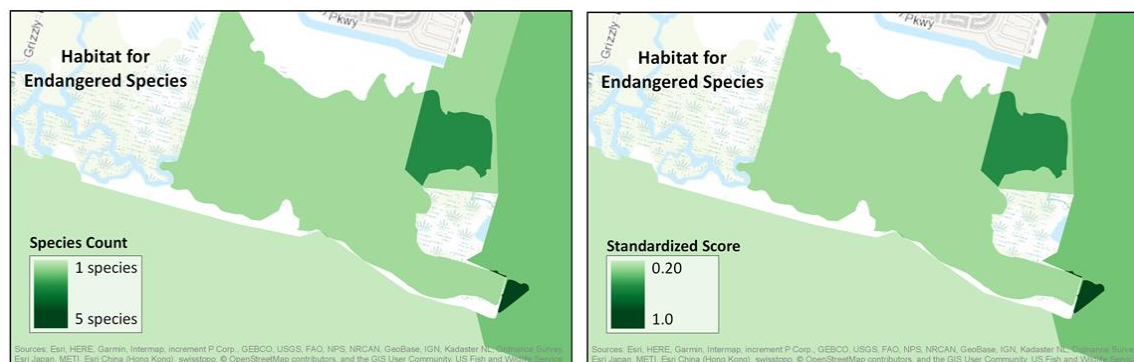 Grizzly
Pkwy
Habitat for
Endangered Species
Species Count
1 species
5 species
Sources: Esri, HERE, Garmin, Intermap, increment P Corp., GEBCO, USGS, FAO, NPS, NRCAN, GeoBase, IGN, Kadaster NL, Ordnance Survey,
Esri Japan, METI, Esri China (Hong Kong), swisstopo, © OpenStreetMap contributors, and the GIS User Community, US Fish and Wildlife Service
Grizzly
Pkwy
Habitat for
Endangered Species
Standardized Score
0.20
1.0
Sources: Esri, HERE, Garmin, Intermap, increment P Corp., GEBCO, USGS, FAO, NPS, NRCAN, GeoBase, IGN, Kadaster NL, Ordnance Survey,
Esri Japan, METI, Esri China (Hong Kong), swisstopo, © OpenStreetMap contributors, and the GIS User Community, US Fish and Wildlife Service